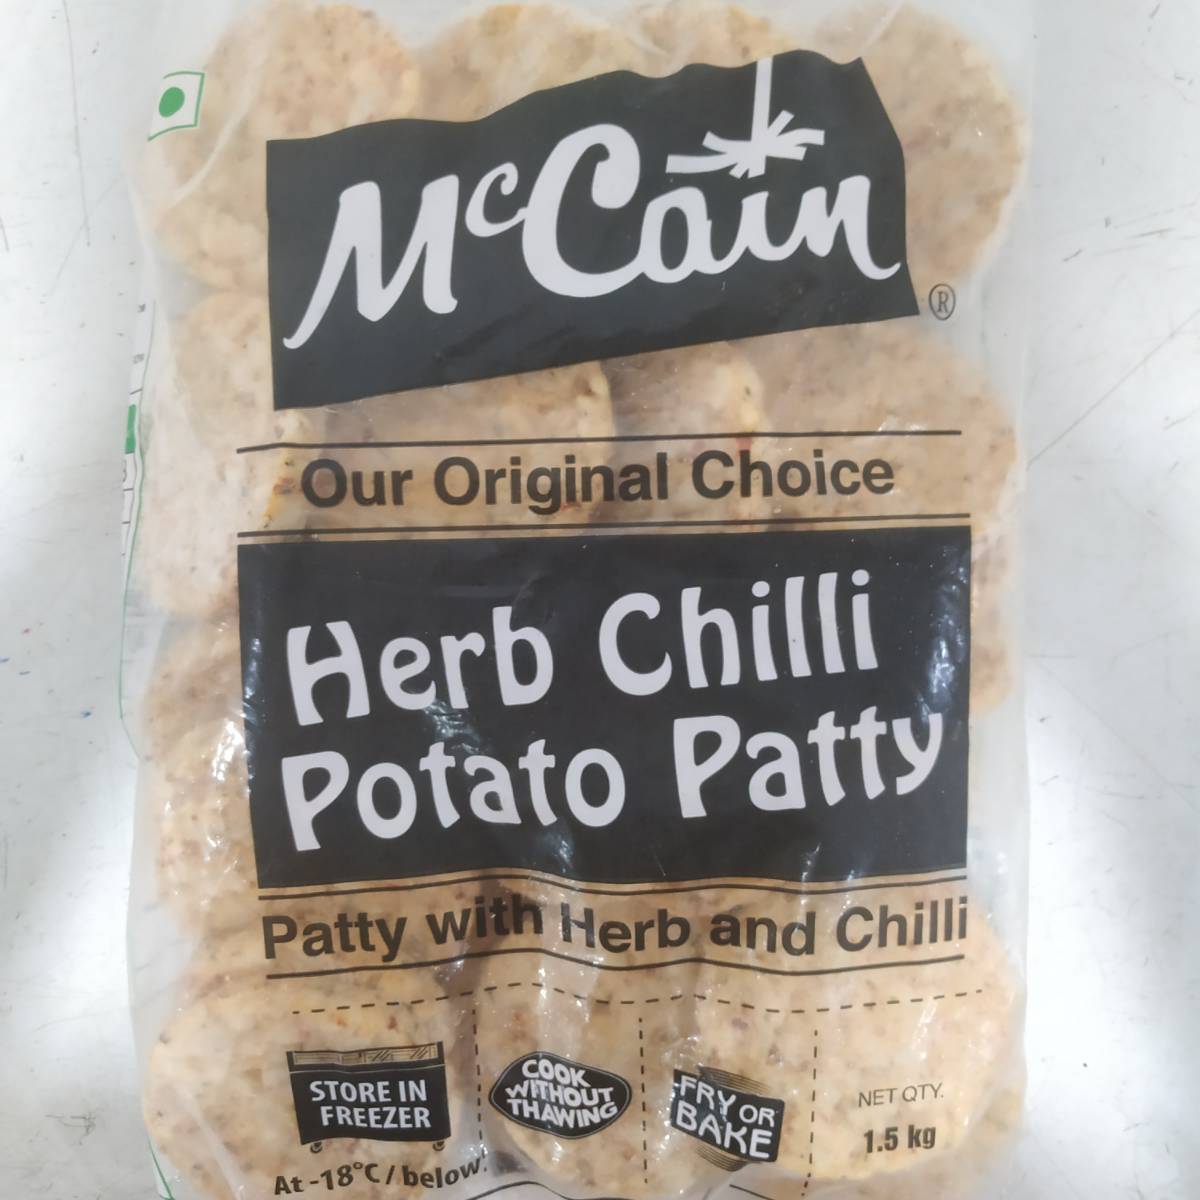 McCain
®
Our Original Choice
Herb Chilli
Potato Patty
Patty with Herb and Chilli
STORE IN
FREEZER
At -18°C / below.
COOK
WITHOUT
THAWING
FRY OR
BAKE
NET QTY.
1.5 kg